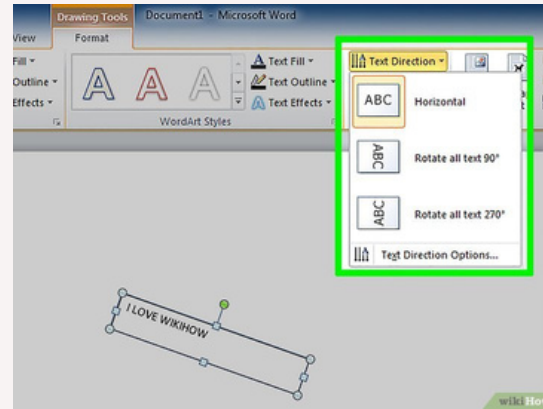 Drawing Tools
Document1 - Microsoft Word
View
Format
Fill
Outline
Effects
A A A
Text Fill
Text Outline
Text Effects
WordArt Styles
Text Direction
ABC Horizontal
ABC Rotate all text 90°
ABC Rotate all text 270°
Text Direction Options...
I LOVE WIKIHOW
wikiHow